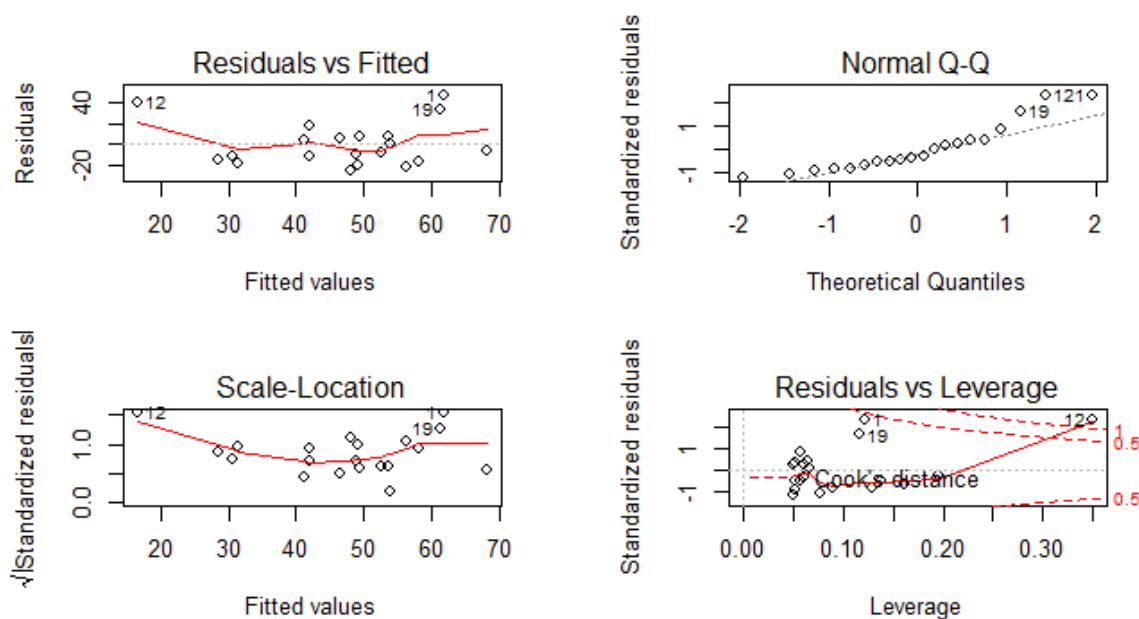 Residuals vs Fitted
Residuals
40
-20
12
1
19
20 30 40 50 60 70
Fitted values
Normal Q-Q
Standardized residuals
1
-1
121
19
-2 -1 0 1 2
Theoretical Quantiles
Scale-Location
√|Standardized residuals|
1.0
0.0
12
1
19
20 30 40 50 60 70
Fitted values
Residuals vs Leverage
Standardized residuals
1
-1
1
19
12
1
0.5
0.5
Cook's distance
0.00 0.10 0.20 0.30
Leverage